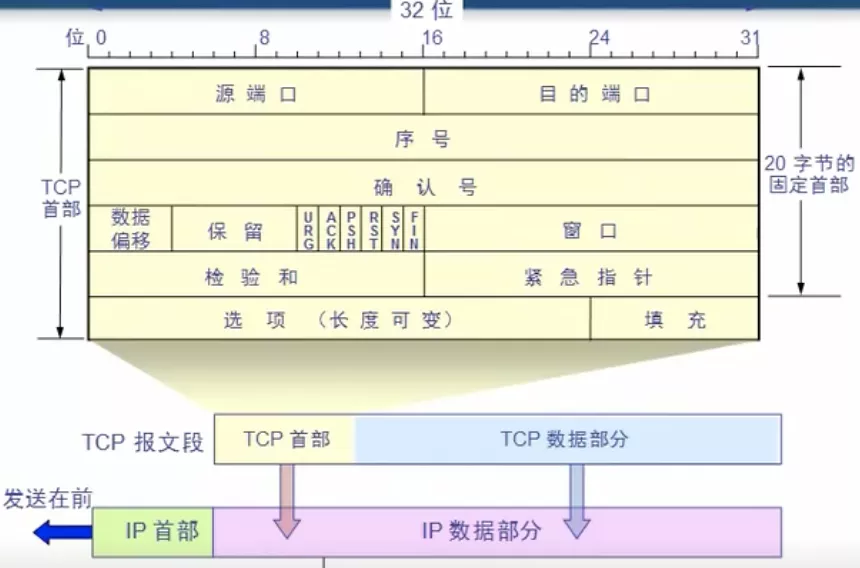 32 位
位 0 8 16 24 31
源 端 口 目 的 端 口
序 号
TCP
首部
20 字节的
固定首部
确 认 号
数据
偏移
保 留
URG
ACK
PSH
RST
SYN
FIN
窗 口
检 验 和 紧 急 指 针
选 项 (长 度 可 变) 填 充
TCP 报文段 TCP 首部 TCP 数据部分
发送在前
IP 首部 IP 数据部分